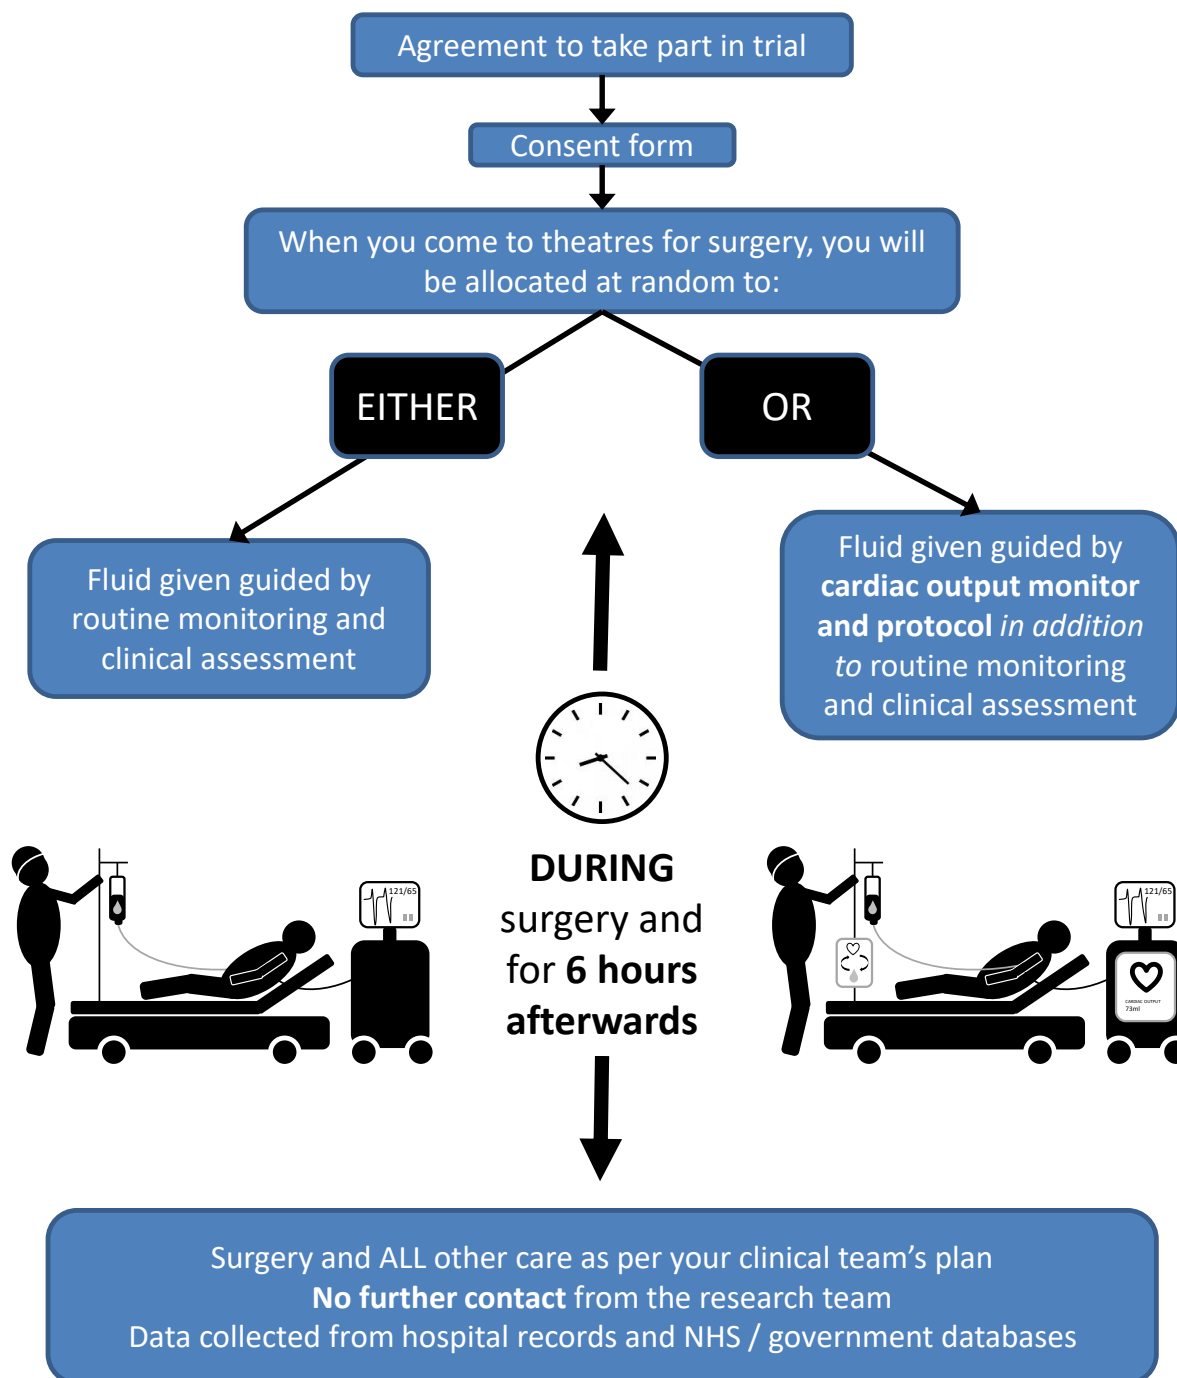 Agreement to take part in trial
Consent form
When you come to theatres for surgery, you will
be allocated at random to:
EITHER
OR
Fluid given guided by
routine monitoring and
clinical assessment
Fluid given guided by
cardiac output monitor
and protocol in addition
to routine monitoring
and clinical assessment
DURING
surgery and
for 6 hours
afterwards
121/65
121/65
CARDIAC OUTPUT
73ml
Surgery and ALL other care as per your clinical team’s plan
No further contact from the research team
Data collected from hospital records and NHS / government databases